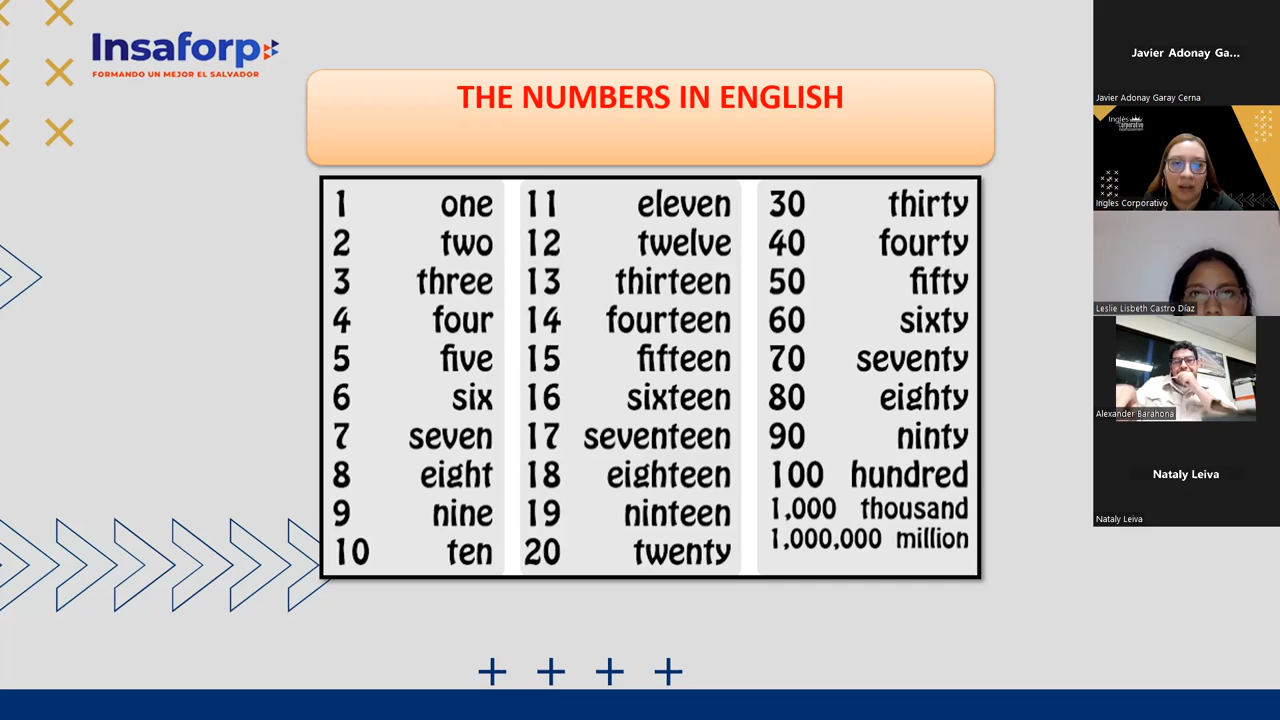 Insaforp
FORMANDO UN MEJOR EL SALVADOR
THE NUMBERS IN ENGLISH
1 one
2 two
3 three
4 four
5 five
6 six
7 seven
8 eight
9 nine
10 ten
11 eleven
12 twelve
13 thirteen
14 fourteen
15 fifteen
16 sixteen
17 seventeen
18 eighteen
19 ninteen
20 twenty
30 thirty
40 fourty
50 fifty
60 sixty
70 seventy
80 eighty
90 ninty
100 hundred
1,000 thousand
1,000,000 million
Javier Adonay Ga...
Javier Adonay Garay Cerna
Inglés
Corporativo
Ingles Corporativo
Leslie Lisbeth Castro Díaz
Alexander Barahona
Nataly Leiva
Nataly Leiva